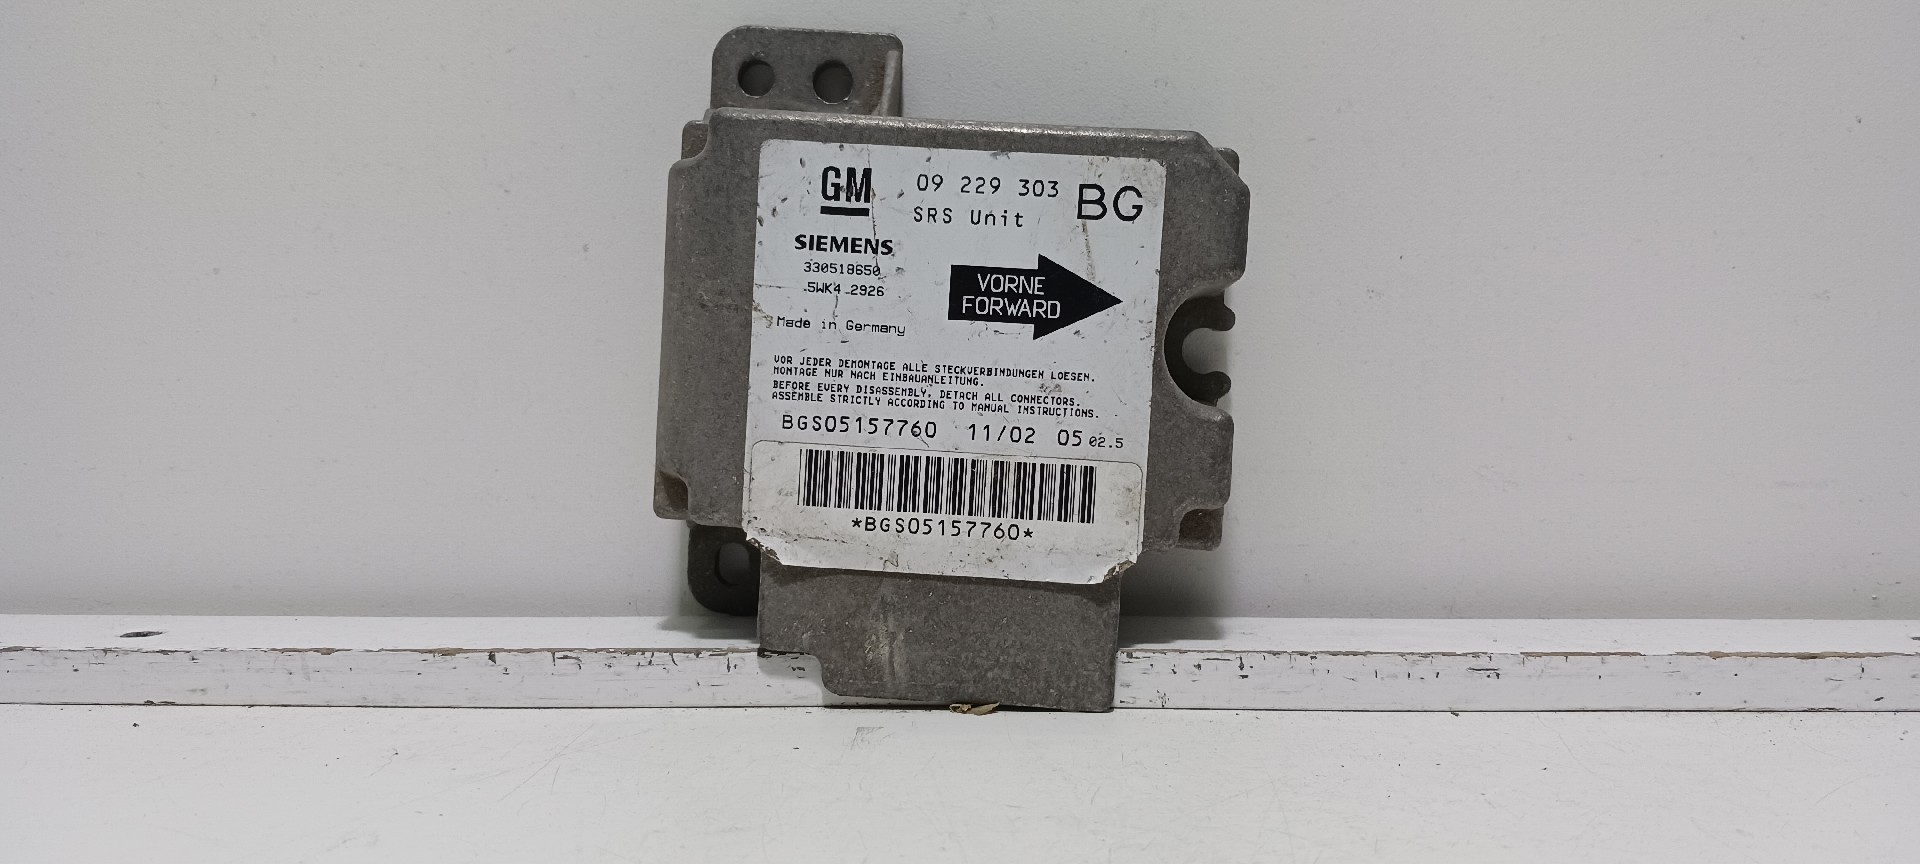 GM 09 229 303 BG
SRS Unit
SIEMENS
330518650
5WK4 2926
VORNE
FORWARD
Made in Germany
VOR JEDER DEMONTAGE ALLE STECKVERBINDUNGEN LOESEN.
MONTAGE NUR NACH EINBAUANLEITUNG.
BEFORE EVERY DISASSEMBLY, DETACH ALL CONNECTORS.
ASSEMBLE STRICTLY ACCORDING TO MANUAL INSTRUCTIONS.
BGS05157760 11/02 05 02.5
*BGS05157760*